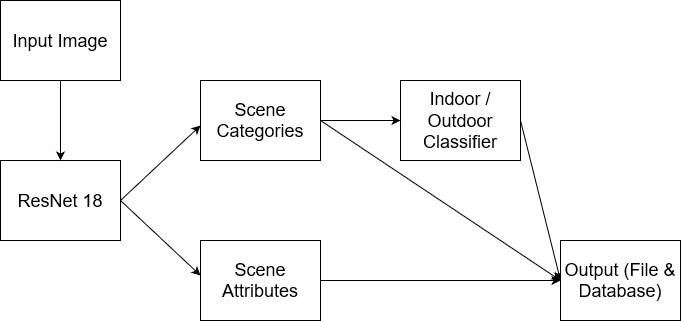 Input Image
ResNet 18
Scene
Categories
Indoor /
Outdoor
Classifier
Scene
Attributes
Output (File &
Database)